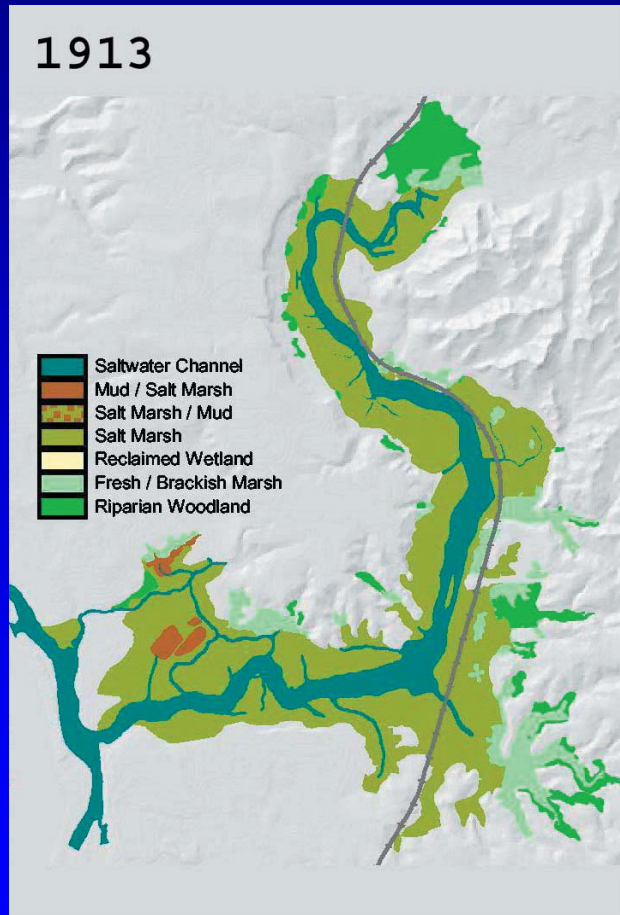 1913
Saltwater Channel
Mud / Salt Marsh
Salt Marsh / Mud
Salt Marsh
Reclaimed Wetland
Fresh / Brackish Marsh
Riparian Woodland